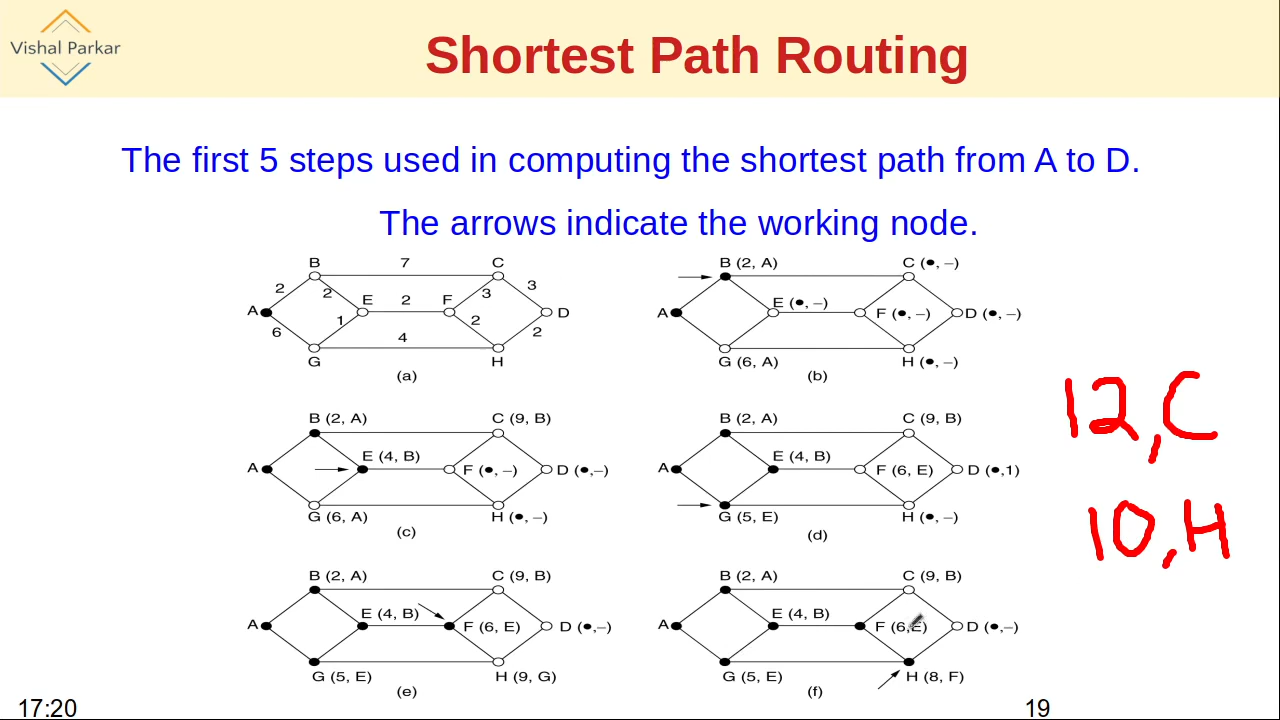 Vishal Parkar
Shortest Path Routing
The first 5 steps used in computing the shortest path from A to D.
The arrows indicate the working node.
B 7 C
2 2 3 3
A E 2 F D
6 1 2 2
4
G H
(a)
B (2, A) C (●, –)
E (●, –)
A F (●, –) D (●, –)
G (6, A) H (●, –)
(b)
B (2, A) C (9, B)
E (4, B)
A F (●, –) D (●,–)
G (6, A) H (●, –)
(c)
B (2, A) C (9, B)
E (4, B)
A F (6, E) D (●,1)
G (5, E) H (●, –)
(d)
12,C
10,H
B (2, A) C (9, B)
E (4, B)
A F (6, E) D (●,–)
G (5, E) H (9, G)
(e)
B (2, A) C (9, B)
E (4, B)
A F (6,E) D (●,–)
G (5, E) H (8, F)
(f)
17:20 19